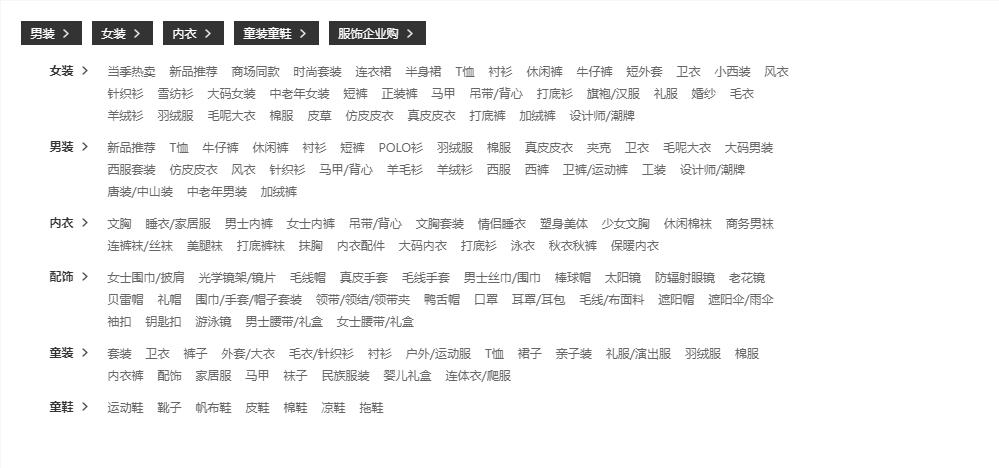 男装 女装 内衣 童装童鞋 服饰企业购
女装 当季热卖 新品推荐 商场同款 时尚套装 连衣裙 半身裙 T恤 衬衫 休闲裤 牛仔裤 短外套 卫衣 小西装 风衣
针织衫 雪纺衫 大码女装 中老年女装 短裤 正装裤 马甲 吊带/背心 打底衫 旗袍/汉服 礼服 婚纱 毛衣
羊绒衫 羽绒服 毛呢大衣 棉服 皮草 仿皮皮衣 真皮皮衣 打底裤 加绒裤 设计师/潮牌
男装 新品推荐 T恤 牛仔裤 休闲裤 衬衫 短裤 POLO衫 羽绒服 棉服 真皮皮衣 夹克 卫衣 毛呢大衣 大码男装
西服套装 仿皮皮衣 风衣 针织衫 马甲/背心 羊毛衫 羊绒衫 西服 西裤 卫裤/运动裤 工装 设计师/潮牌
唐装/中山装 中老年男装 加绒裤
内衣 文胸 睡衣/家居服 男士内裤 女士内裤 吊带/背心 文胸套装 情侣睡衣 塑身美体 少女文胸 休闲棉袜 商务男袜
连裤袜/丝袜 美腿袜 打底裤袜 抹胸 内衣配件 大码内衣 打底衫 泳衣 秋衣秋裤 保暖内衣
配饰 女士围巾/披肩 光学镜架/镜片 毛线帽 真皮手套 毛线手套 男士丝巾/围巾 棒球帽 太阳镜 防辐射眼镜 老花镜
贝雷帽 礼帽 围巾/手套/帽子套装 领带/领结/领带夹 鸭舌帽 口罩 耳罩/耳包 毛线/布面料 遮阳帽 遮阳伞/雨伞
袖扣 钥匙扣 游泳镜 男士腰带/礼盒 女士腰带/礼盒
童装 套装 卫衣 裤子 外套/大衣 毛衣/针织衫 衬衫 户外/运动服 T恤 裙子 亲子装 礼服/演出服 羽绒服 棉服
内衣裤 配饰 家居服 马甲 袜子 民族服装 婴儿礼盒 连体衣/爬服
童鞋 运动鞋 靴子 帆布鞋 皮鞋 棉鞋 凉鞋 拖鞋